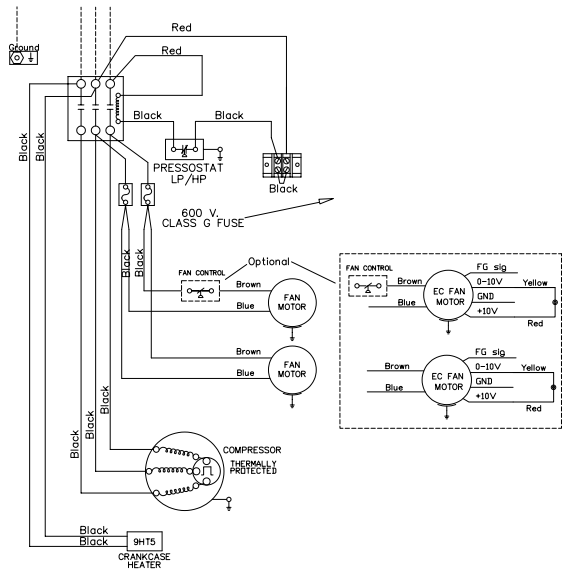 Red
Ground
Red
Black
Black
PRESSOSTAT
LP/HP
Black
Black
Black
600 V.
CLASS G FUSE
Black
Black
Optional
FAN CONTROL
Brown
Blue
FAN
MOTOR
Brown
Blue
FAN
MOTOR
FAN CONTROL
Brown
Blue
EC FAN
MOTOR
FG sig
0-10V
Yellow
GND
+10V
Red
Brown
Blue
EC FAN
MOTOR
FG sig
0-10V
Yellow
GND
+10V
Red
Black
Black
Black
COMPRESSOR
THERMALLY
PROTECTED
Black
Black
9HT5
CRANKCASE
HEATER